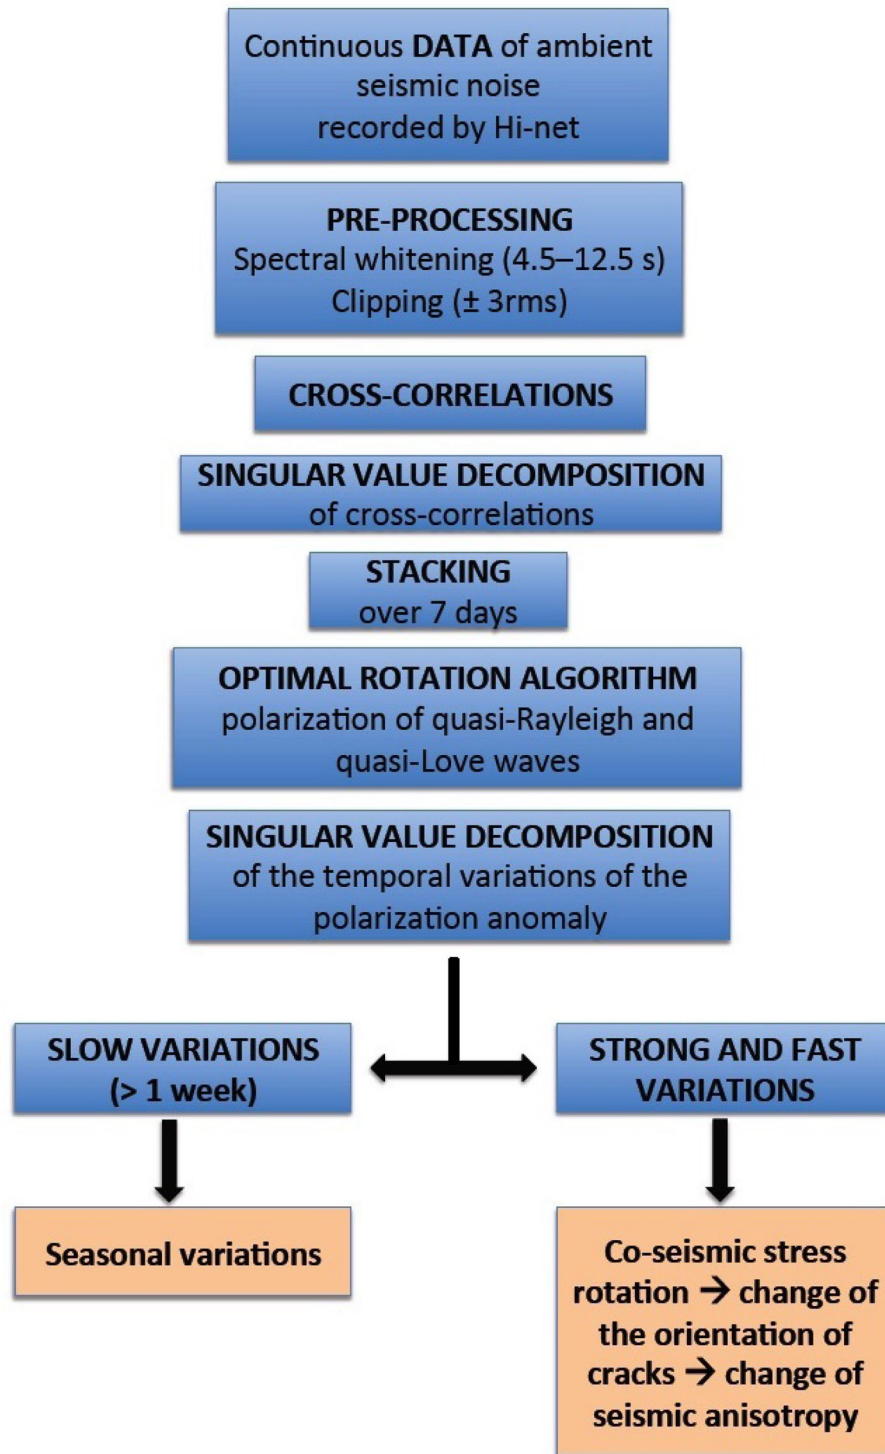 Continuous DATA of ambient
seismic noise
recorded by Hi-net
PRE-PROCESSING
Spectral whitening (4.5–12.5 s)
Clipping (± 3rms)
CROSS-CORRELATIONS
SINGULAR VALUE DECOMPOSITION
of cross-correlations
STACKING
over 7 days
OPTIMAL ROTATION ALGORITHM
polarization of quasi-Rayleigh and
quasi-Love waves
SINGULAR VALUE DECOMPOSITION
of the temporal variations of the
polarization anomaly
SLOW VARIATIONS
(> 1 week)
STRONG AND FAST
VARIATIONS
Seasonal variations
Co-seismic stress
rotation → change of
the orientation of
cracks → change of
seismic anisotropy